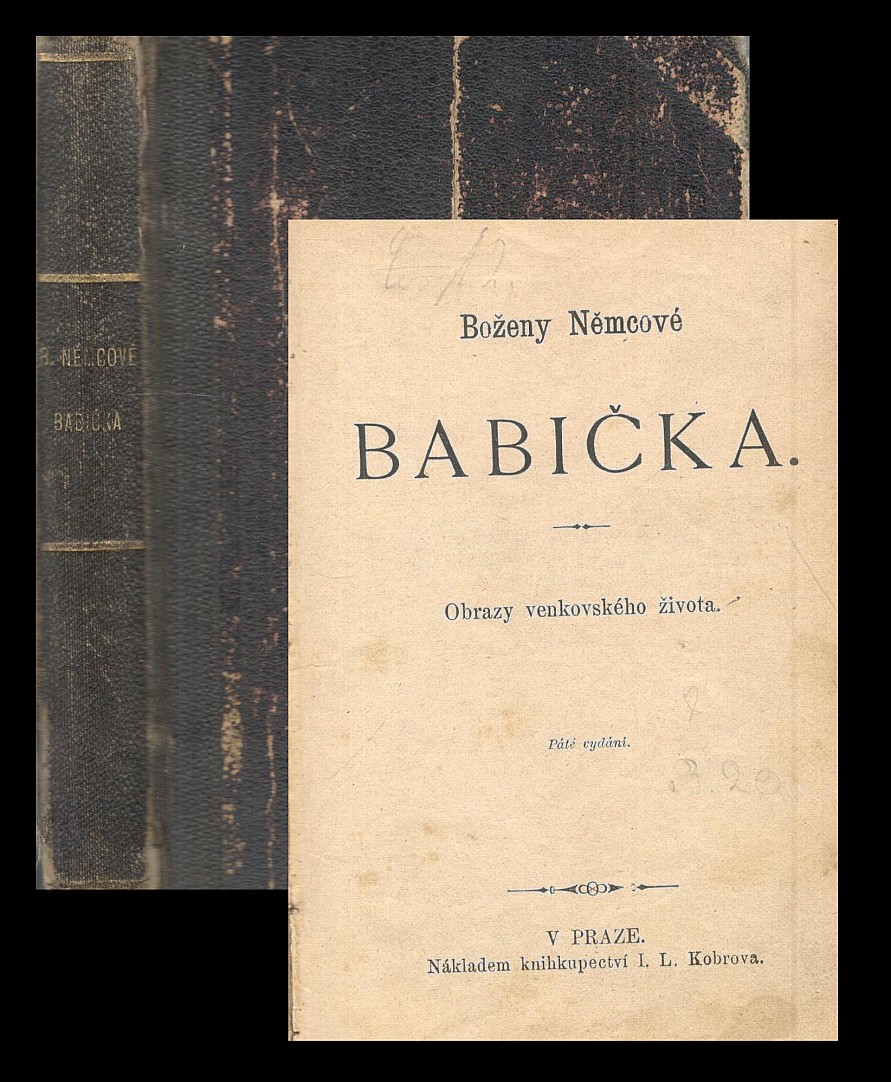 B. NĚMCOVÉ
BABIČKA
Boženy Němcové
BABIČKA.
Obrazy venkovského života.
Páté vydání.
V PRAZE.
Nákladem knihkupectví I. L. Kobrova.